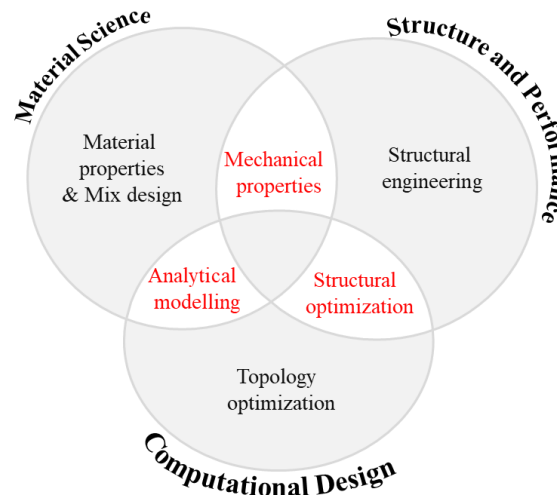 Material Science
Structure and Performance
Material
properties
& Mix design
Mechanical
properties
Structural
engineering
Analytical
modelling
Structural
optimization
Topology
optimization
Computational Design